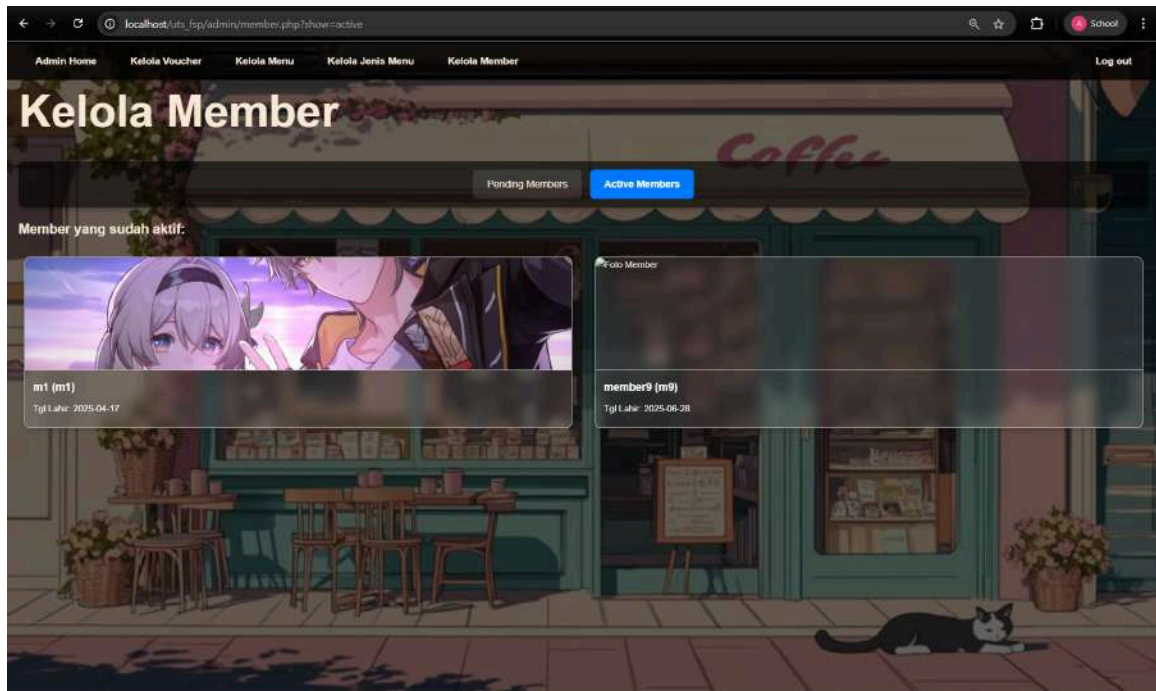 localhost/uts_fsp/admin/member.php?show=active
School
Admin Home Kelola Voucher Kelola Menu Kelola Jenis Menu Kelola Member Log out
Kelola Member
Coffee
Pending Members Active Members
Member yang sudah aktif:
Foto Member
m1 (m1) member9 (m9)
Tgl Lahir: 2025-04-17 Tgl Lahir: 2025-06-28